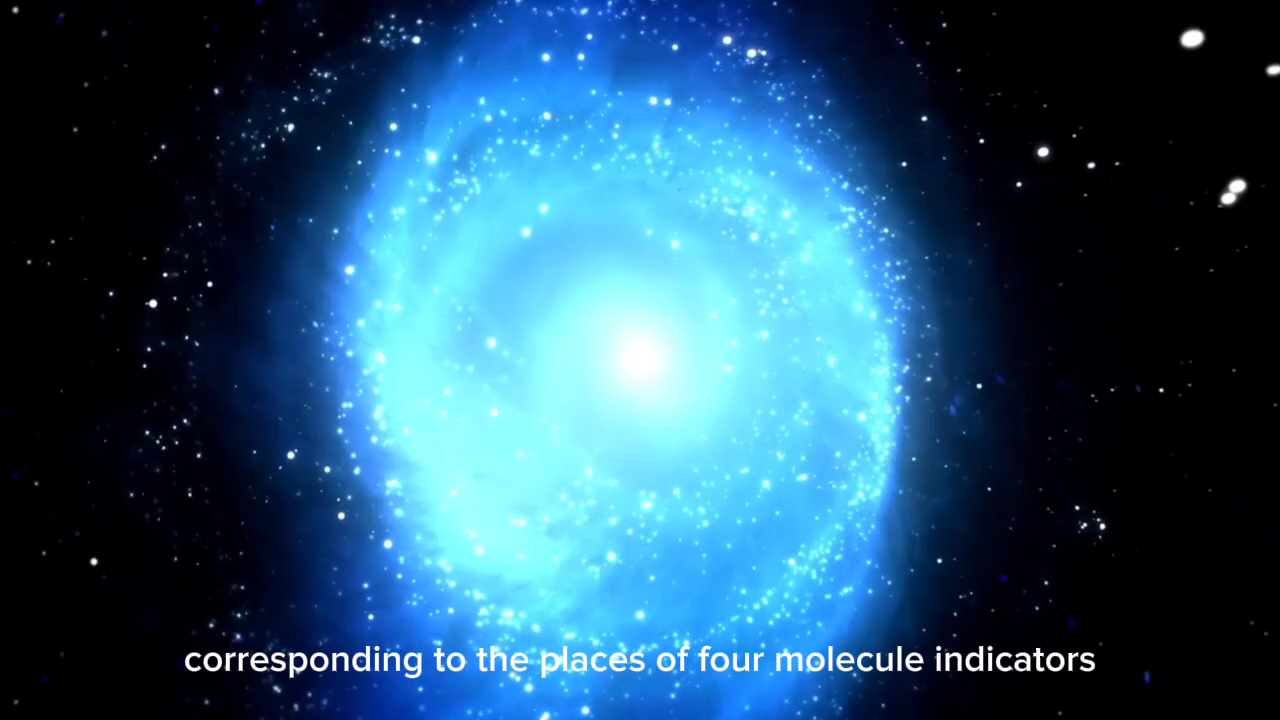 corresponding to the places of four molecule indicators